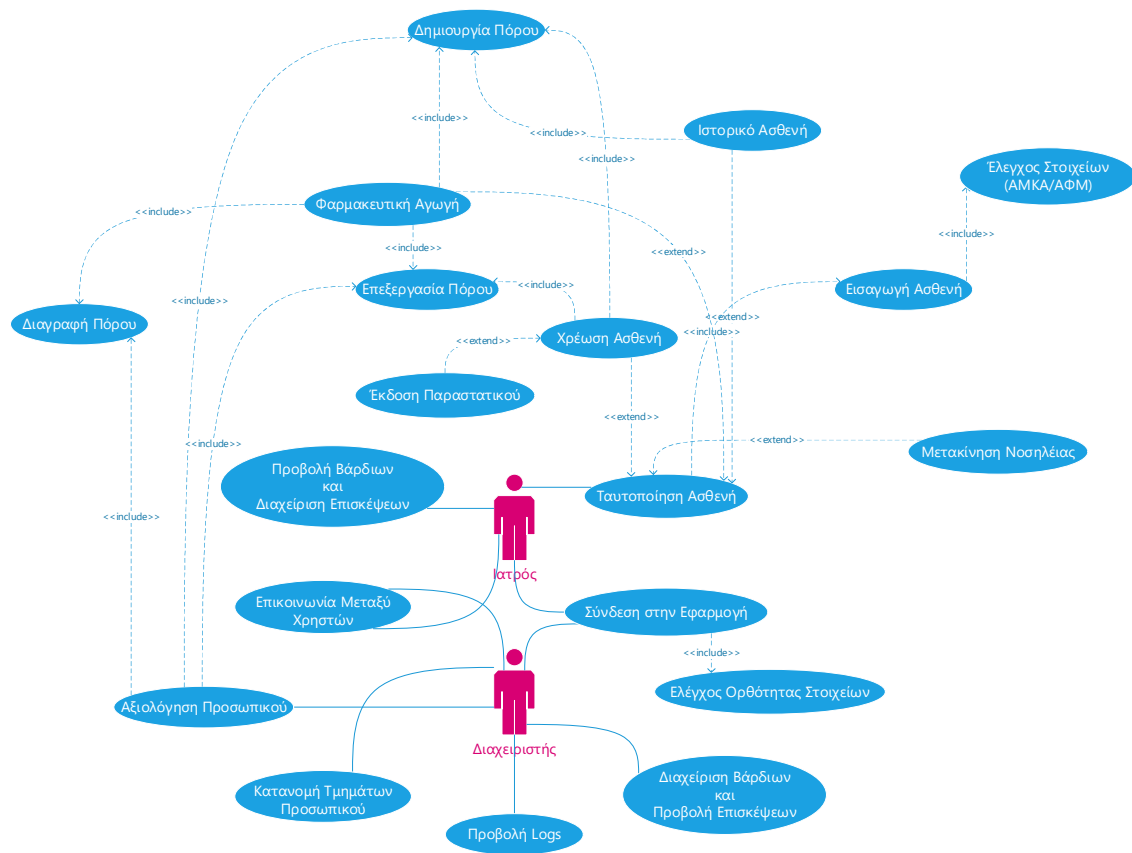 Δημιουργία Πόρου
<<include>>
<<include>>
Ιστορικό Ασθενή
<<include>>
Έλεγχος Στοιχείων
(ΑΜΚΑ/ΑΦΜ)
Φαρμακευτική Αγωγή
<<include>>
<<include>>
<<include>>
<<extend>>
Επεξεργασία Πόρου
<<include>>
Εισαγωγή Ασθενή
<<include>>
Διαγραφή Πόρου
<<extend>>
<<include>>
Χρέωση Ασθενή
<<extend>>
Έκδοση Παραστατικού
<<extend>>
<<include>>
<<extend>>
Μετακίνηση Νοσηλέιας
Προβολή Βάρδιων
και
Διαχείριση Επισκέψεων
Ταυτοποίηση Ασθενή
<<include>>
Ιατρός
Επικοινωνία Μεταξύ
Χρηστών
Σύνδεση στην Εφαρμογή
<<include>>
Ελέγχος Ορθότητας Στοιχείων
Αξιολόγηση Προσωπικού
Διαχειριστής
Κατανομή Τμημάτων
Προσωπικού
Διαχείριση Βάρδιων
και
Προβολή Επισκέψεων
Προβολή Logs